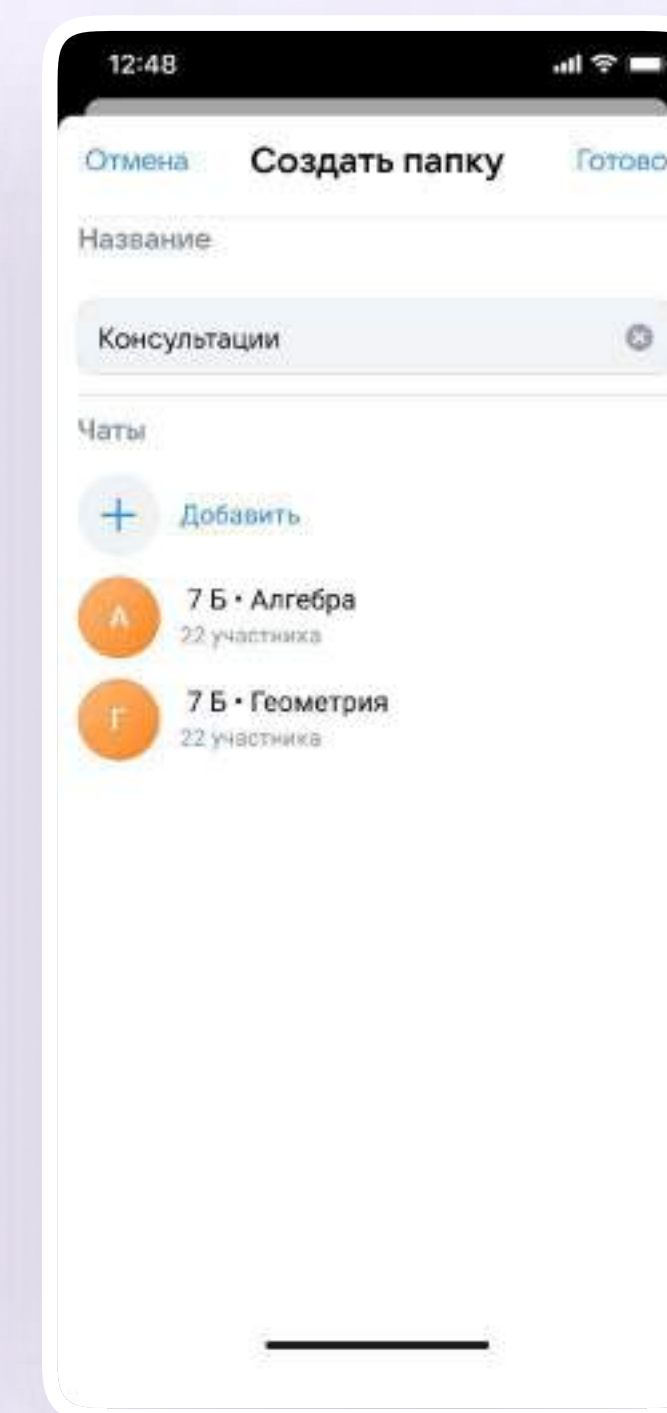 12:48
Отмена Создать папку Готово
Название
Консультации
Чаты
Добавить
А
7 Б • Алгебра
22 участника
Г
7 Б • Геометрия
22 участника